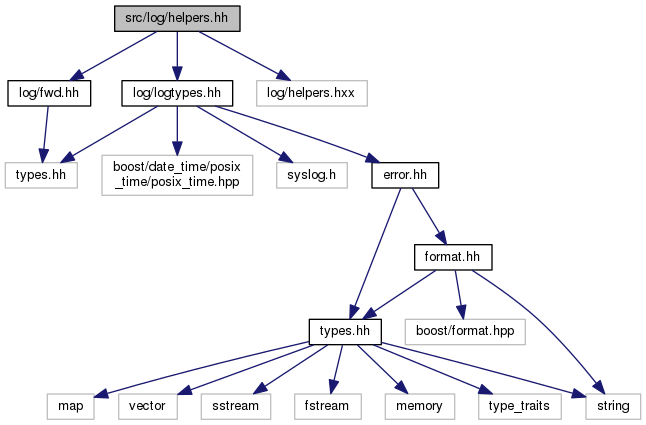 src/log/helpers.hh
log/fwd.hh
log/logtypes.hh
log/helpers.hxx
types.hh
boost/date_time/posix
_time/posix_time.hpp
syslog.h
error.hh
format.hh
types.hh
boost/format.hpp
map
vector
sstream
fstream
memory
type_traits
string